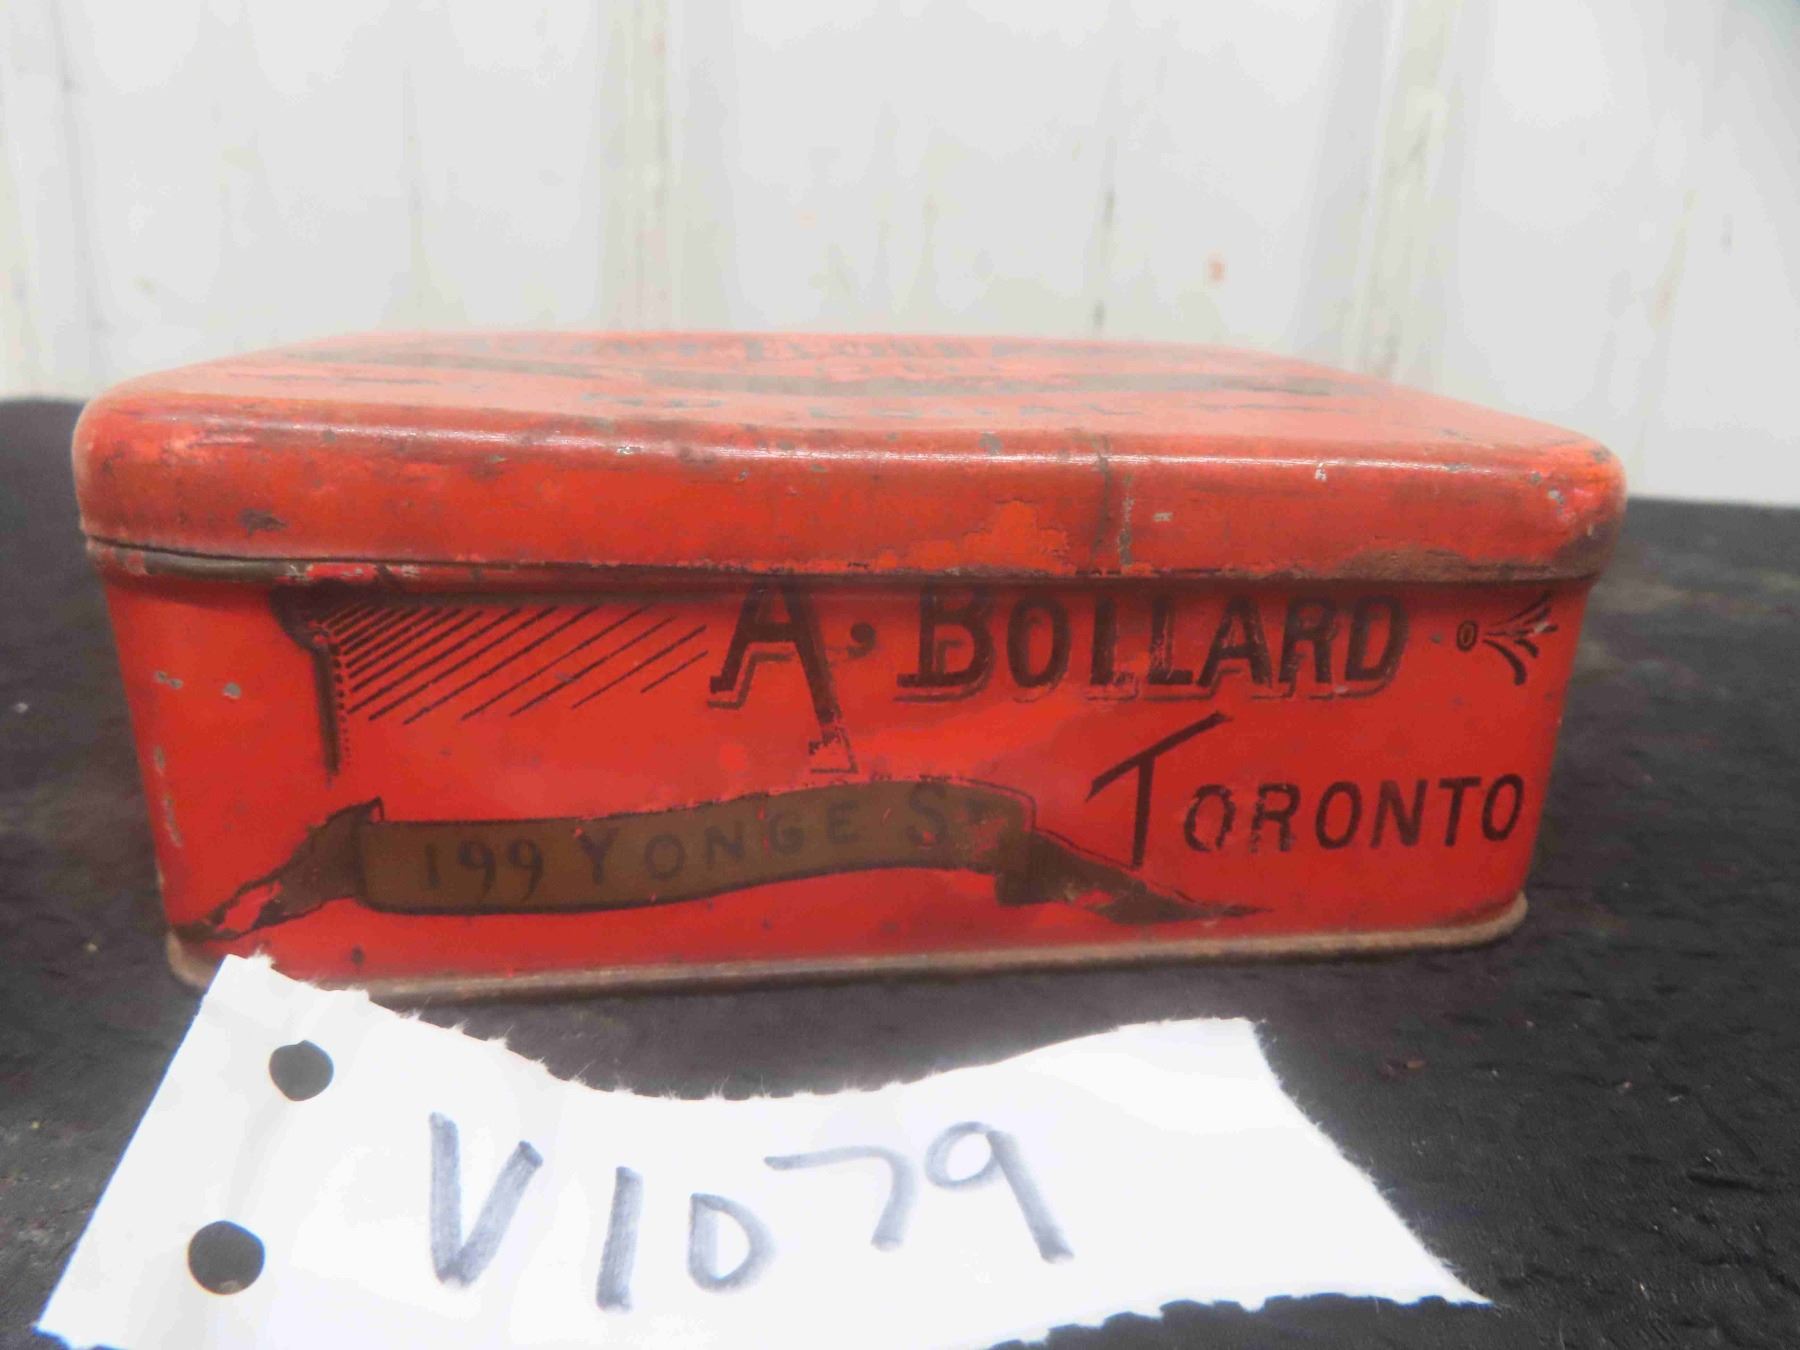 A. BOLLARD
TORONTO
199 YONGE ST
V1079